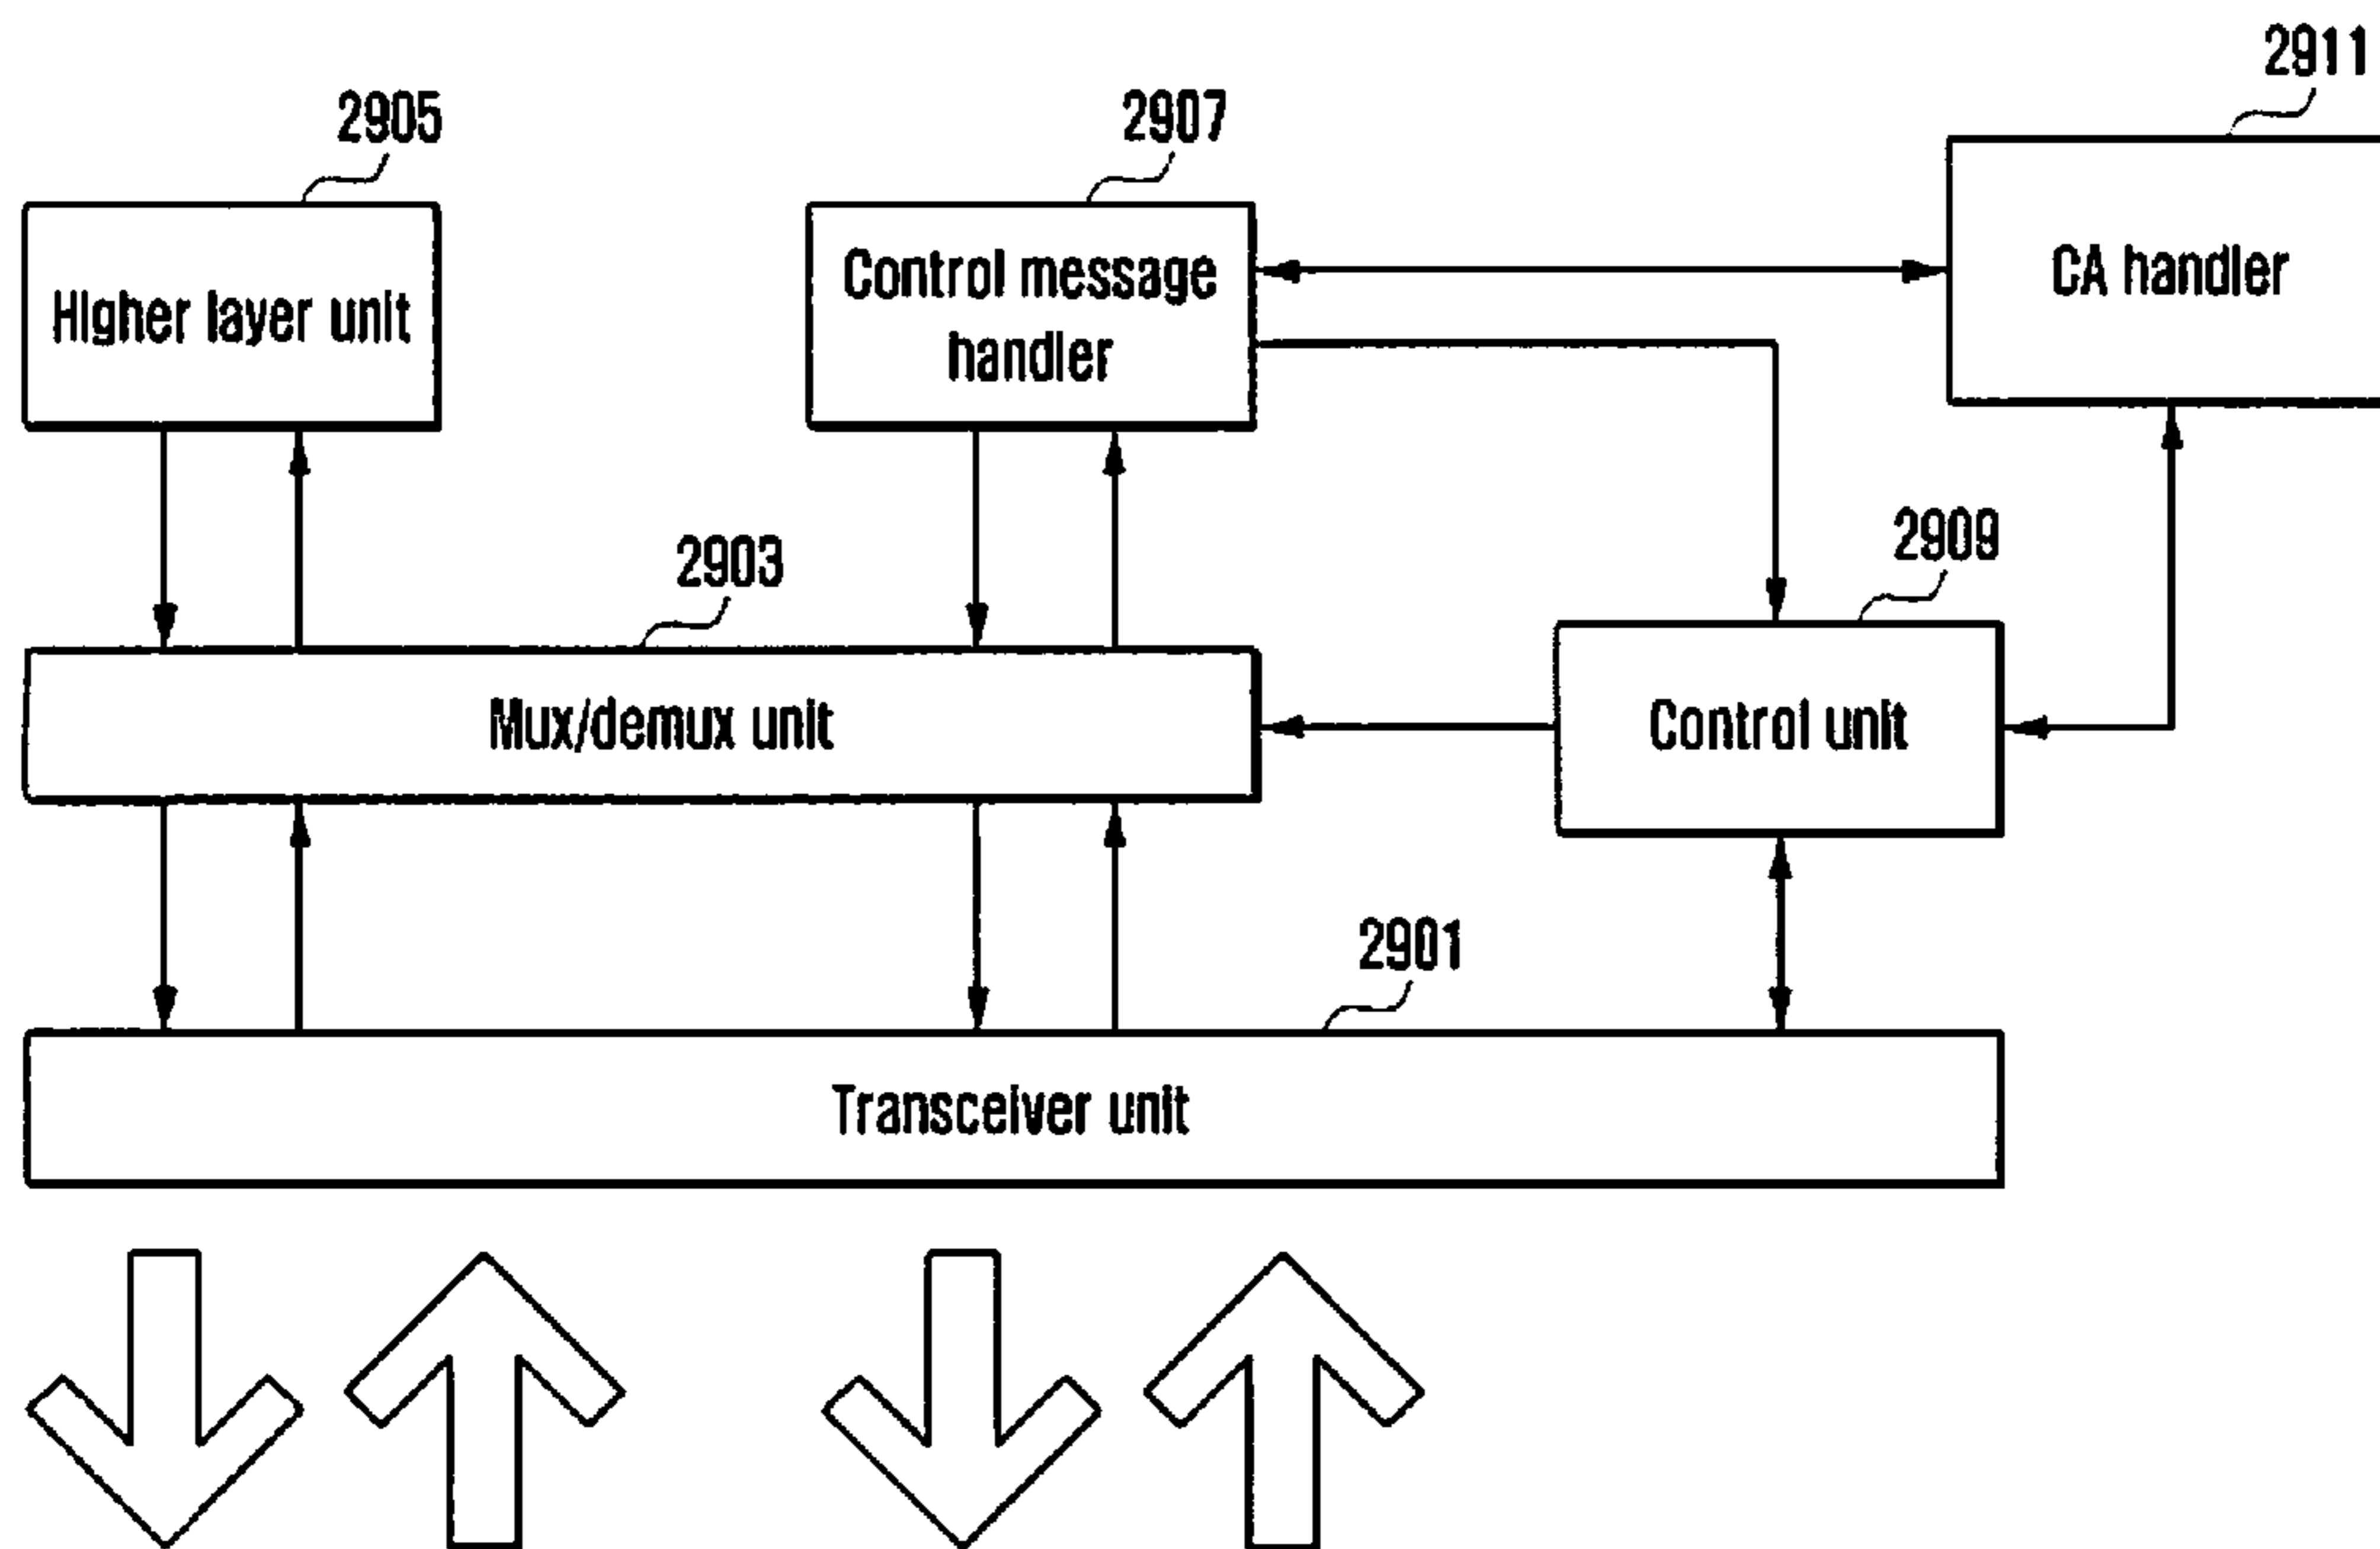 2911
2905
2907
Higher layer unit
Control message
handler
CA handler
2903
2909
Mux/demux unit
Control unit
2901
Transceiver unit